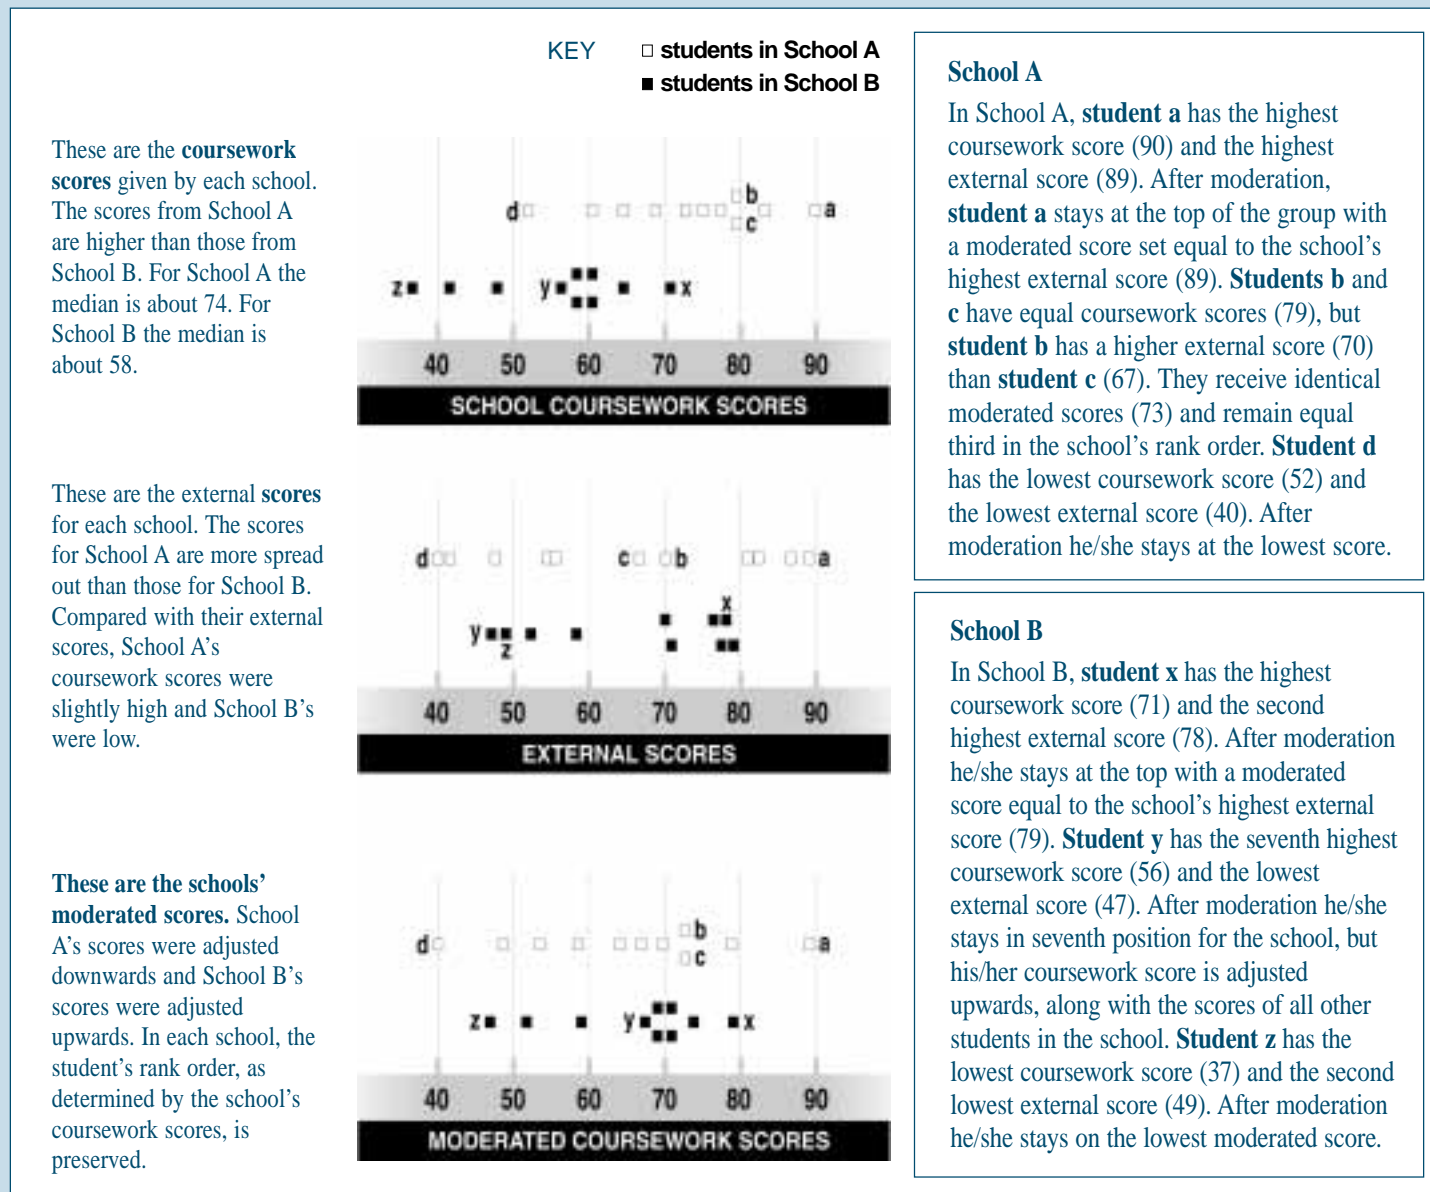 KEY
□ students in School A
■ students in School B
These are the coursework
scores given by each school.
The scores from School A
are higher than those from
School B. For School A the
median is about 74. For
School B the median is
about 58.
b
d
a
c
z
y
x
40 50 60 70 80 90
SCHOOL COURSEWORK SCORES
These are the external scores
for each school. The scores
for School A are more spread
out than those for School B.
Compared with their external
scores, School A's
coursework scores were
slightly high and School B's
were low.
d
c
b
a
x
y
z
40 50 60 70 80 90
EXTERNAL SCORES
These are the schools'
moderated scores. School
A's scores were adjusted
downwards and School B's
scores were adjusted
upwards. In each school, the
student's rank order, as
determined by the school's
coursework scores, is
preserved.
b
d
a
c
z
y
x
40 50 60 70 80 90
MODERATED COURSEWORK SCORES
School A
In School A, student a has the highest
coursework score (90) and the highest
external score (89). After moderation,
student a stays at the top of the group with
a moderated score set equal to the school's
highest external score (89). Students b and
c have equal coursework scores (79), but
student b has a higher external score (70)
than student c (67). They receive identical
moderated scores (73) and remain equal
third in the school's rank order. Student d
has the lowest coursework score (52) and
the lowest external score (40). After
moderation he/she stays at the lowest score.
School B
In School B, student x has the highest
coursework score (71) and the second
highest external score (78). After moderation
he/she stays at the top with a moderated
score equal to the school's highest external
score (79). Student y has the seventh highest
coursework score (56) and the lowest
external score (47). After moderation he/she
stays in seventh position for the school, but
his/her coursework score is adjusted
upwards, along with the scores of all other
students in the school. Student z has the
lowest coursework score (37) and the second
lowest external score (49). After moderation
he/she stays on the lowest moderated score.